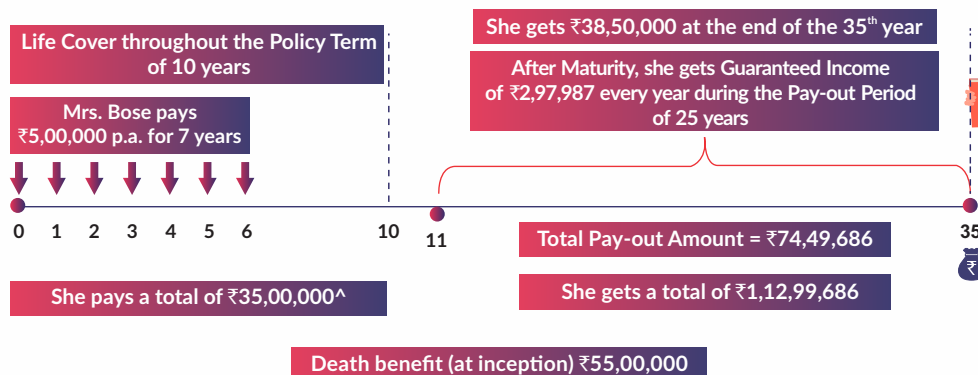 Life Cover throughout the Policy Term
of 10 years
Mrs. Bose pays
₹5,00,000 p.a. for 7 years
She gets ₹38,50,000 at the end of the 35th year
After Maturity, she gets Guaranteed Income
of ₹2,97,987 every year during the Pay-out Period
of 25 years
0 1 2 3 4 5 6 10 11 35
Total Pay-out Amount = ₹74,49,686
₹
She pays a total of ₹35,00,000^
She gets a total of ₹1,12,99,686
Death benefit (at inception) ₹55,00,000